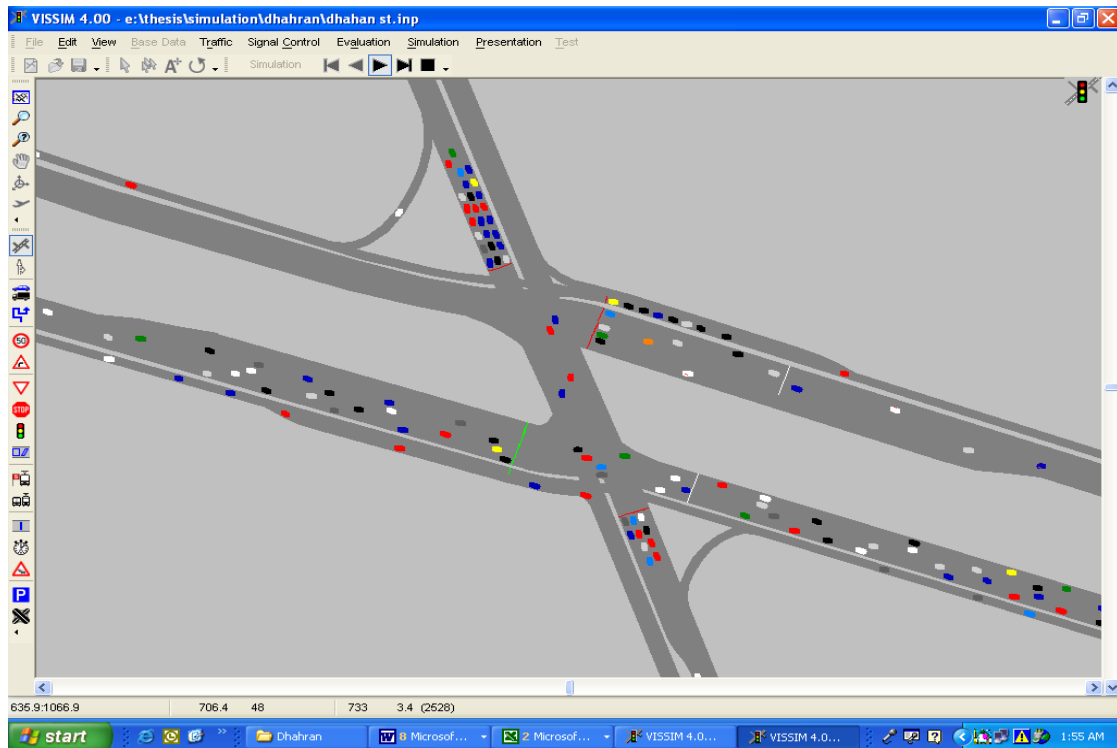 VISSIM 4.00 - e:\thesis\simulation\dhahran\dhahan st.inp
File Edit View Base Data Traffic Signal Control Evaluation Simulation Presentation Test
Simulation
50
STOP
P
635.9:1066.9 706.4 48 733 3.4 (2528)
start Dhahran 8 Microsof... 2 Microsof... VISSIM 4.0... VISSIM 4.0... 1:55 AM